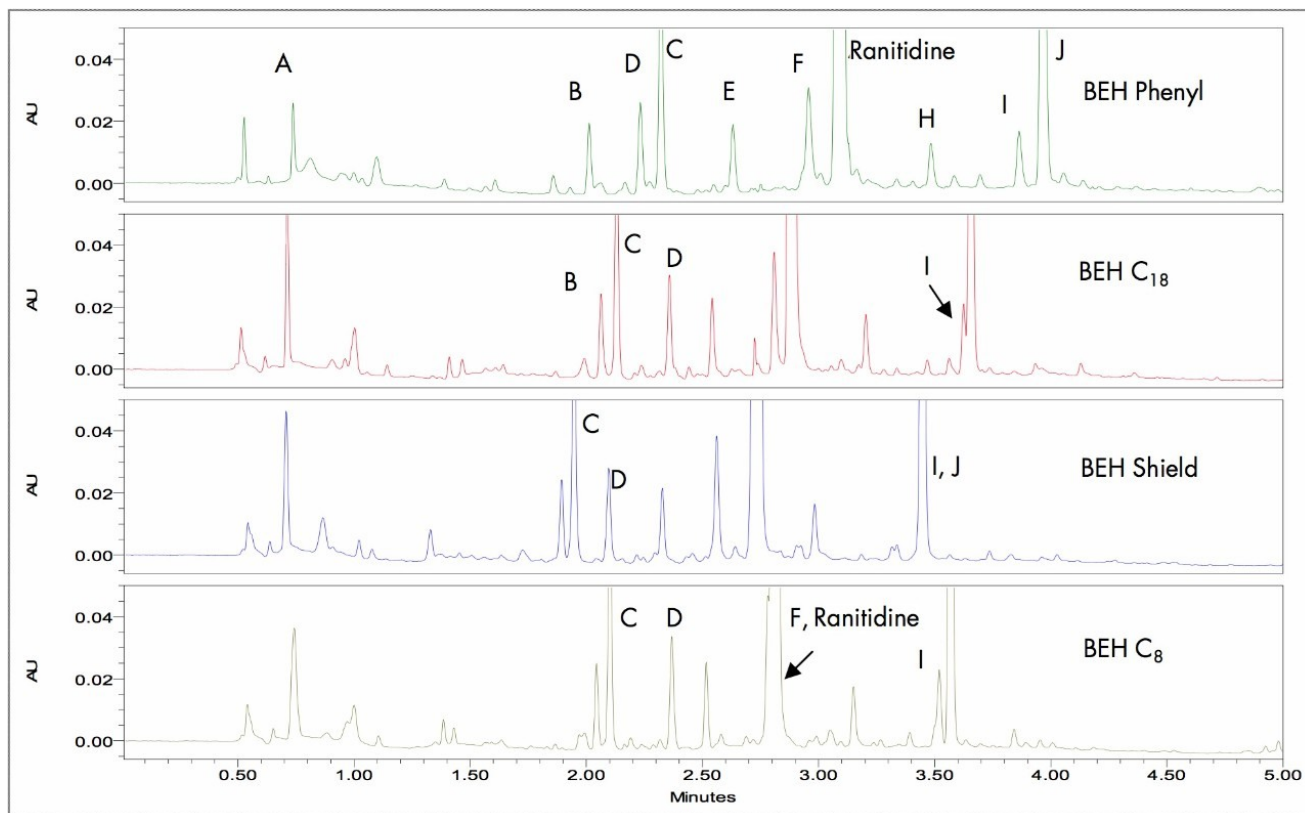 0.04
0.02
0.00
AU
A
B
D
C
E
F
Ranitidine
H
I
J
BEH Phenyl
0.04
0.02
0.00
AU
B
C
D
I
BEH C18
0.04
0.02
0.00
AU
C
D
I, J
BEH Shield
0.04
0.02
0.00
AU
C
D
F, Ranitidine
I
BEH C8
0.50 1.00 1.50 2.00 2.50 3.00 3.50 4.00 4.50 5.00
Minutes